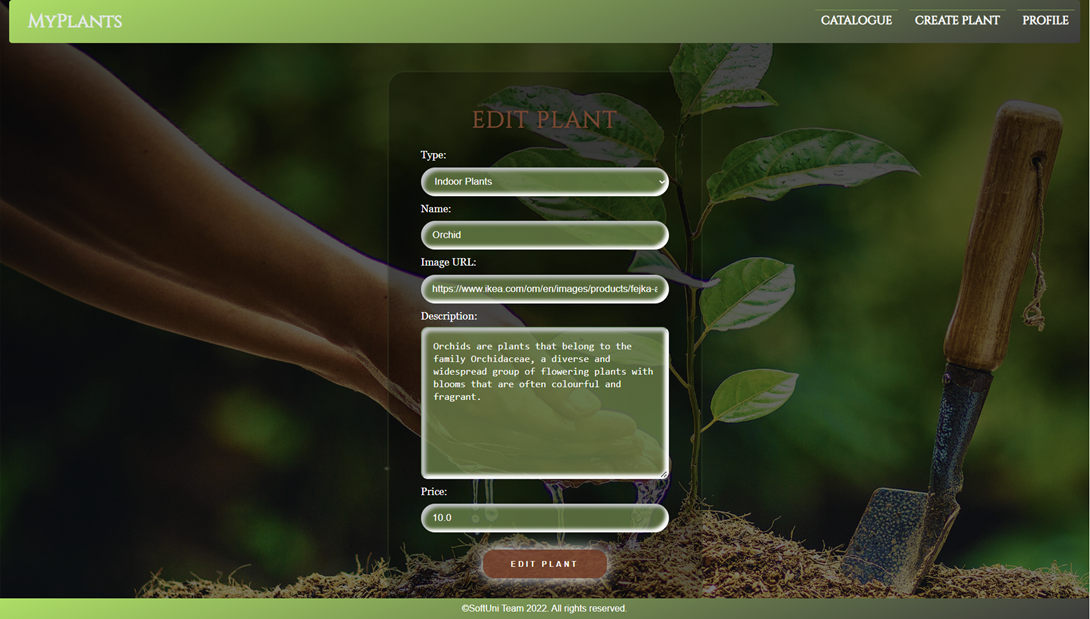 MyPlants
CATALOGUE
CREATE PLANT
PROFILE
EDIT PLANT
Type:
Indoor Plants
Name:
Orchid
Image URL:
https://www.ikea.com/om/en/images/products/fejka-a
Description:
Orchids are plants that belong to the
family Orchidaceae, a diverse and
widespread group of flowering plants with
blooms that are often colourful and
fragrant.
Price:
10.0
EDIT PLANT
©SoftUni Team 2022. All rights reserved.